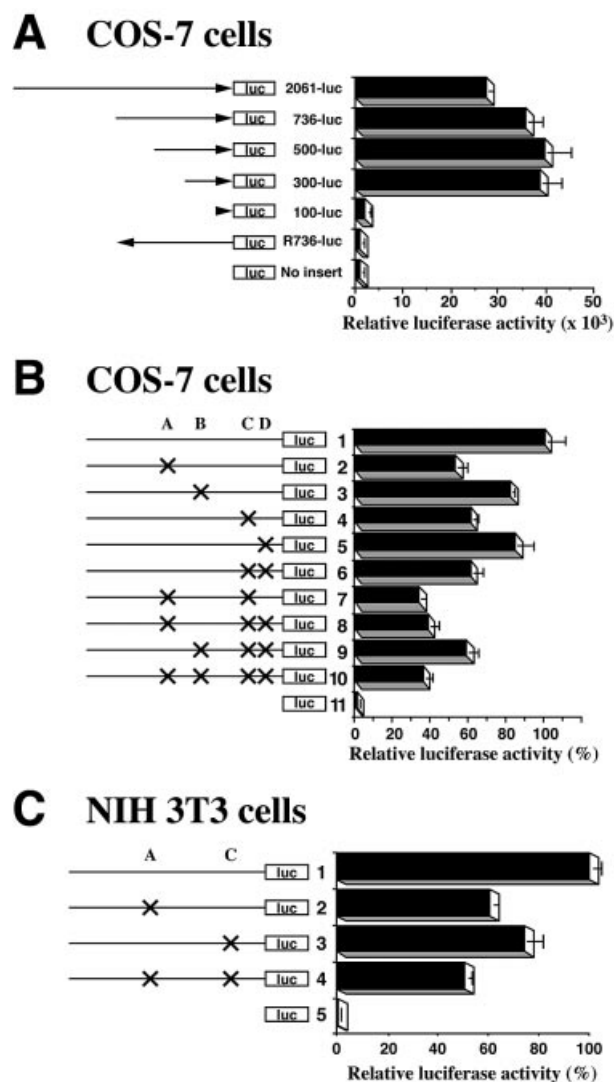 A COS-7 cells
luc 2061-luc
luc 736-luc
luc 500-luc
luc 300-luc
luc 100-luc
luc R736-luc
luc No insert
0 10 20 30 40 50
Relative luciferase activity (x 10³)
B COS-7 cells
A B C D
luc 1
luc 2
luc 3
luc 4
luc 5
luc 6
luc 7
luc 8
luc 9
luc 10
luc 11
0 20 40 60 80 100
Relative luciferase activity (%)
C NIH 3T3 cells
A C
luc 1
luc 2
luc 3
luc 4
luc 5
0 20 40 60 80 100
Relative luciferase activity (%)